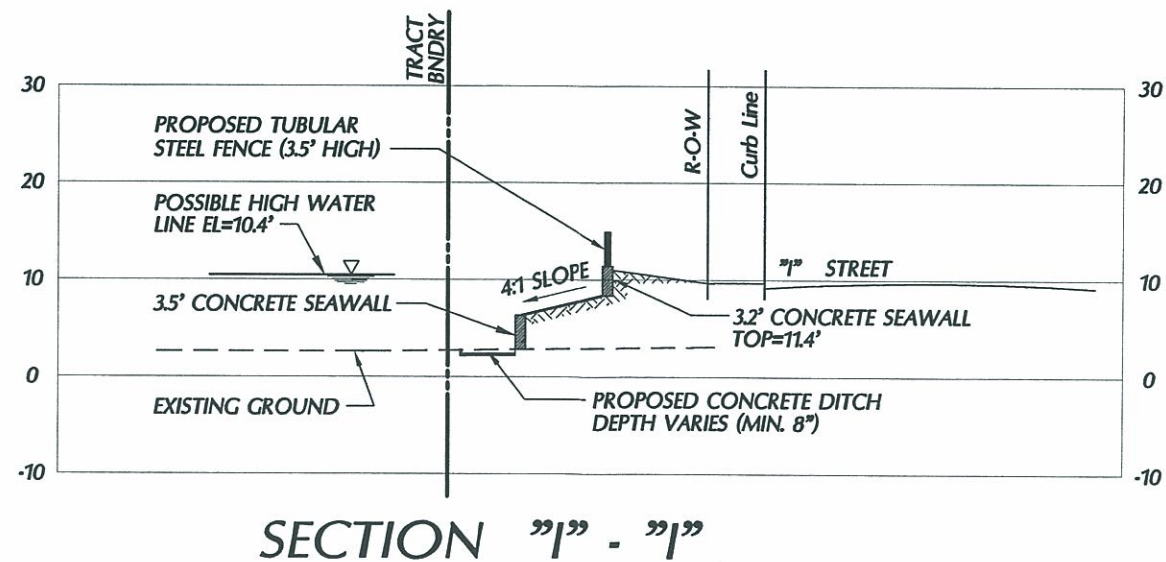 TRACT
BNDRY
30
30
PROPOSED TUBULAR
STEEL FENCE (3.5' HIGH)
R-O-W
Curb Line
20
20
POSSIBLE HIGH WATER
LINE EL=10.4'
4:1 SLOPE
"I" STREET
10
10
3.5' CONCRETE SEAWALL
3.2' CONCRETE SEAWALL
TOP=11.4'
0
0
EXISTING GROUND
PROPOSED CONCRETE DITCH
DEPTH VARIES (MIN. 8")
-10
-10
SECTION "I" - "I"